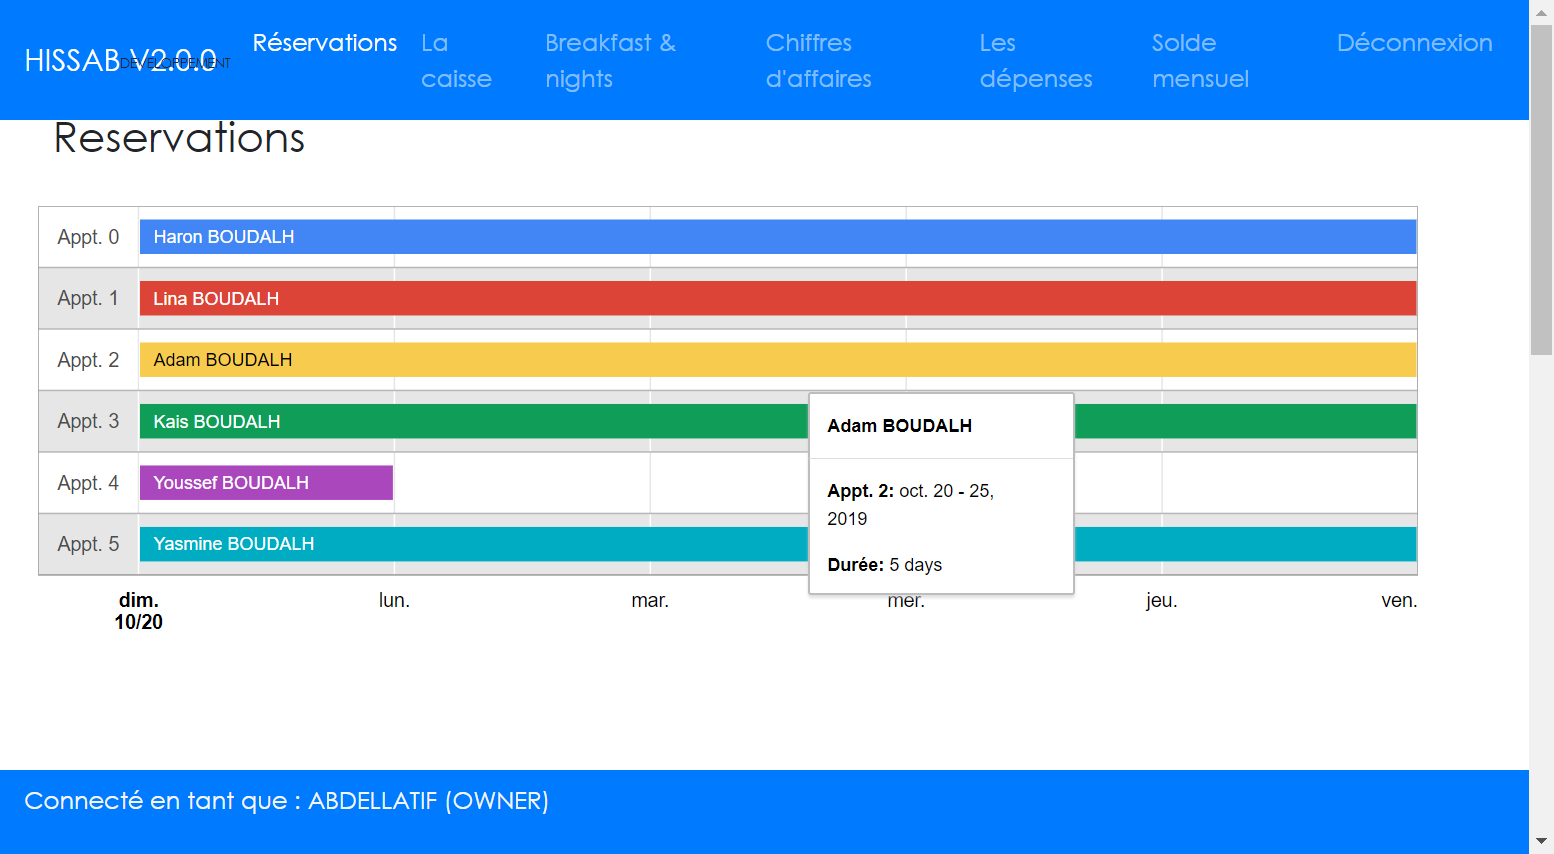 HISSAB V2.0.0
DEVELOPPEMENT
Réservations
La
caisse
Breakfast &
nights
Chiffres
d'affaires
Les
dépenses
Solde
mensuel
Déconnexion
Reservations
Appt. 0
Haron BOUDALH
Appt. 1
Lina BOUDALH
Appt. 2
Adam BOUDALH
Appt. 3
Kais BOUDALH
Appt. 4
Youssef BOUDALH
Appt. 5
Yasmine BOUDALH
Adam BOUDALH
Appt. 2: oct. 20 - 25,
2019
Durée: 5 days
dim.
10/20
lun.
mar.
mer.
jeu.
ven.
Connecté en tant que : ABDELLATIF (OWNER)